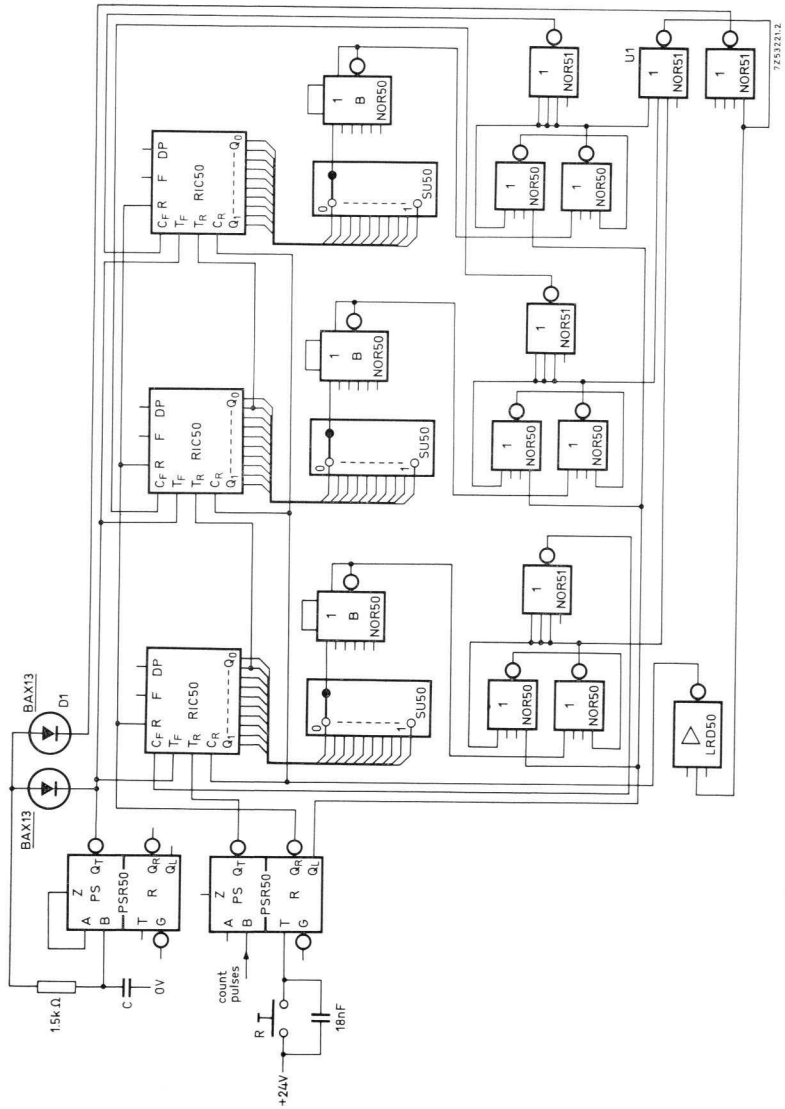 +24V
R
18nF
count
pulses
1.5kΩ
C
0V
A
B
Z
PS
QT
PSR50
T
R
QR
G
QL
A
B
Z
PS
QT
PSR50
T
R
QR
G
QL
BAX13
BAX13
D1
CF
R
F
DP
TF
TR
RIC50
CR
Q1
Q0
CF
R
F
DP
TF
TR
RIC50
CR
Q1
Q0
CF
R
F
DP
TF
TR
RIC50
CR
Q1
Q0
0
1
SU50
0
1
SU50
0
1
SU50
1
B
NOR50
1
B
NOR50
1
B
NOR50
1
NOR50
1
NOR50
1
NOR51
1
NOR50
1
NOR50
1
NOR51
1
NOR50
1
NOR50
1
NOR51
LRD50
U1
1
NOR51
1
NOR51
7Z53221.2